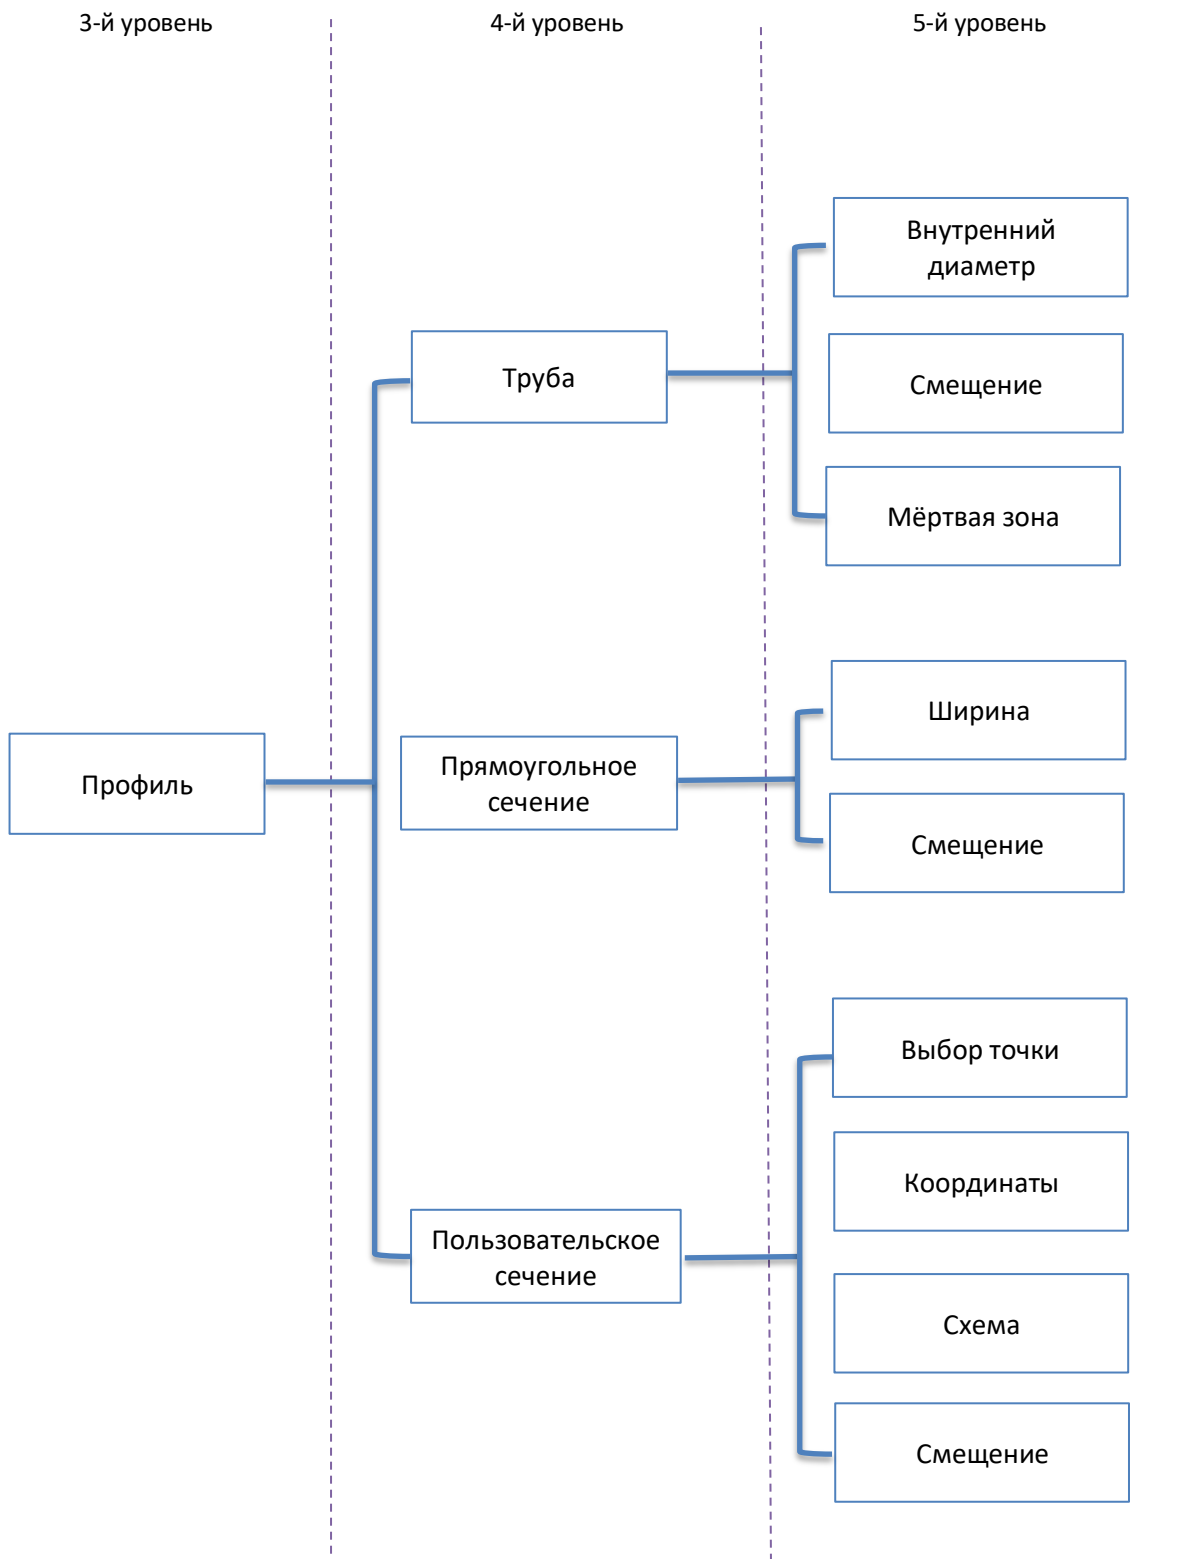 3-й уровень
4-й уровень
5-й уровень
Внутренний
диаметр
Труба
Смещение
Мёртвая зона
Ширина
Профиль
Прямоугольное
сечение
Смещение
Выбор точки
Координаты
Пользовательское
сечение
Схема
Смещение